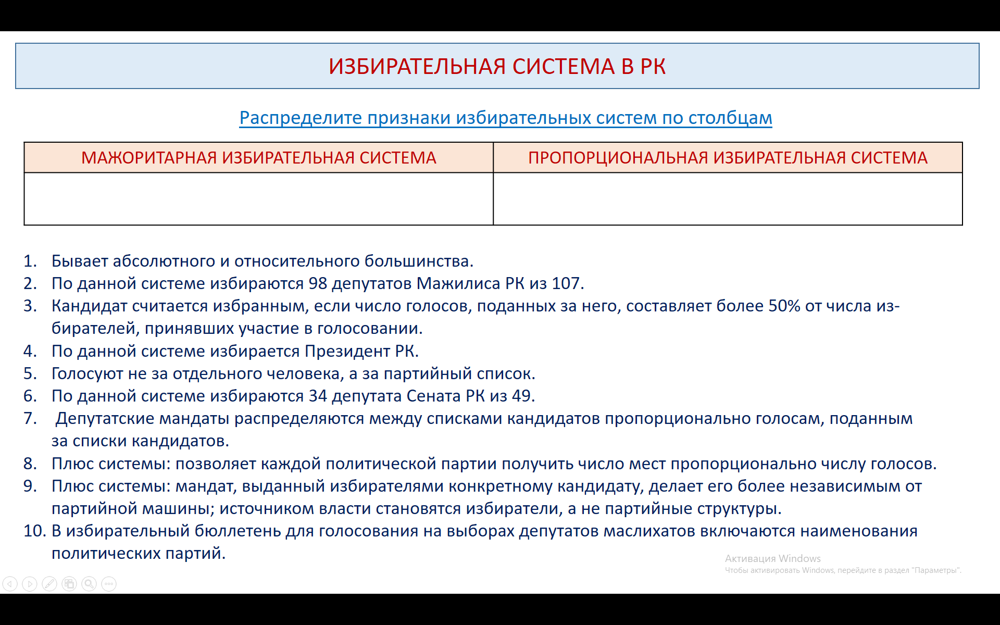 ИЗБИРАТЕЛЬНАЯ СИСТЕМА В РК
Распределите признаки избирательных систем по столбцам
МАЖОРИТАРНАЯ ИЗБИРАТЕЛЬНАЯ СИСТЕМА
ПРОПОРЦИОНАЛЬНАЯ ИЗБИРАТЕЛЬНАЯ СИСТЕМА
1. Бывает абсолютного и относительного большинства.
2. По данной системе избираются 98 депутатов Мажилиса РК из 107.
3. Кандидат считается избранным, если число голосов, поданных за него, составляет более 50% от числа из-
бирателей, принявших участие в голосовании.
4. По данной системе избирается Президент РК.
5. Голосуют не за отдельного человека, а за партийный список.
6. По данной системе избираются 34 депутата Сената РК из 49.
7. Депутатские мандаты распределяются между списками кандидатов пропорционально голосам, поданным
за списки кандидатов.
8. Плюс системы: позволяет каждой политической партии получить число мест пропорционально числу голосов.
9. Плюс системы: мандат, выданный избирателями конкретному кандидату, делает его более независимым от
партийной машины; источником власти становятся избиратели, а не партийные структуры.
10. В избирательный бюллетень для голосования на выборах депутатов маслихатов включаются наименования
политических партий.
Активация Windows
Чтобы активировать Windows, перейдите в раздел "Параметры".